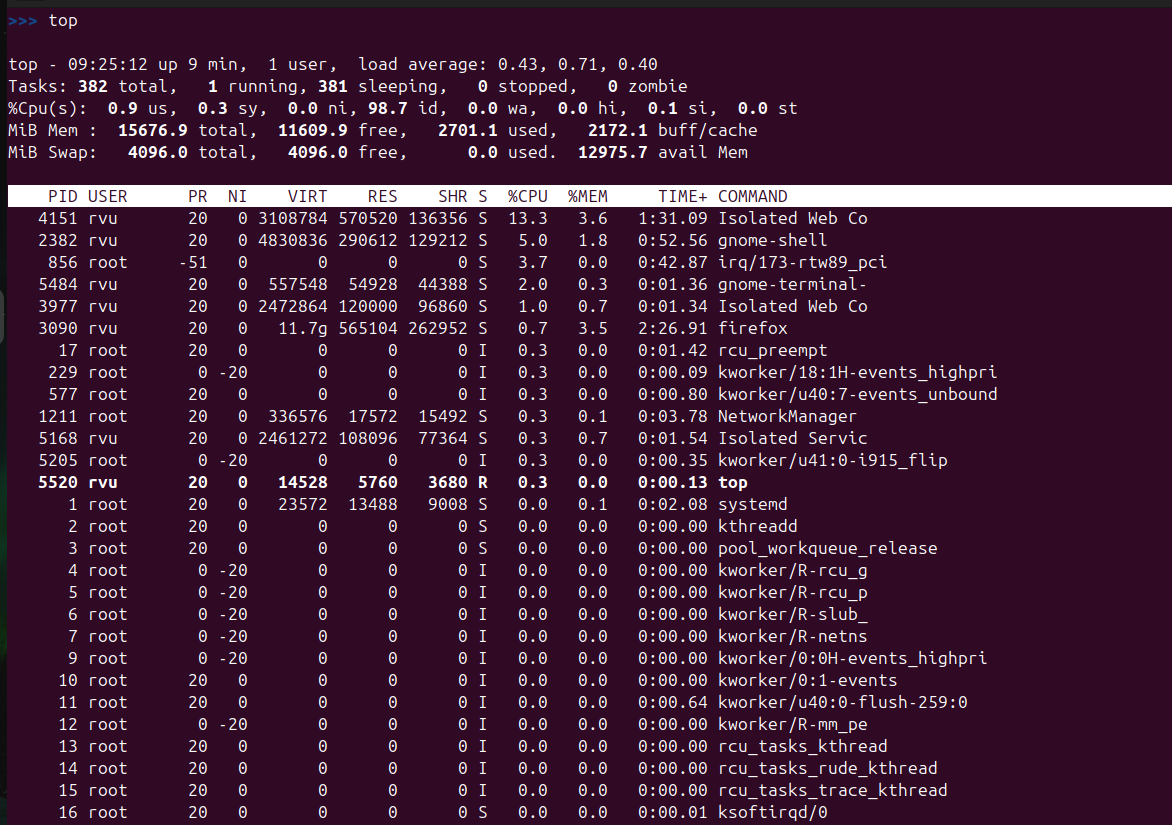 >>> top
top - 09:25:12 up 9 min,  1 user,  load average: 0.43, 0.71, 0.40
Tasks: 382 total,   1 running, 381 sleeping,   0 stopped,   0 zombie
%Cpu(s):  0.9 us,  0.3 sy,  0.0 ni, 98.7 id,  0.0 wa,  0.0 hi,  0.1 si,  0.0 st
MiB Mem :  15676.9 total,  11609.9 free,   2701.1 used,   2172.1 buff/cache
MiB Swap:   4096.0 total,   4096.0 free,      0.0 used.  12975.7 avail Mem
    PID USER      PR  NI    VIRT    RES    SHR S  %CPU  %MEM     TIME+ COMMAND
   4151 rvu       20   0 3108784 570520 136356 S  13.3   3.6   1:31.09 Isolated Web Co
   2382 rvu       20   0 4830836 290612 129212 S   5.0   1.8   0:52.56 gnome-shell
    856 root     -51   0       0      0      0 S   3.7   0.0   0:42.87 irq/173-rtw89_pci
   5484 rvu       20   0  557548  54928  44388 S   2.0   0.3   0:01.36 gnome-terminal-
   3977 rvu       20   0 2472864 120000  96860 S   1.0   0.7   0:01.34 Isolated Web Co
   3090 rvu       20   0   11.7g 565104 262952 S   0.7   3.5   2:26.91 firefox
     17 root      20   0       0      0      0 I   0.3   0.0   0:01.42 rcu_preempt
    229 root       0 -20       0      0      0 I   0.3   0.0   0:00.09 kworker/18:1H-events_highpri
    577 root      20   0       0      0      0 I   0.3   0.0   0:00.80 kworker/u40:7-events_unbound
   1211 root      20   0  336576  17572  15492 S   0.3   0.1   0:03.78 NetworkManager
   5168 rvu       20   0 2461272 108096  77364 S   0.3   0.7   0:01.54 Isolated Servic
   5205 root       0 -20       0      0      0 I   0.3   0.0   0:00.35 kworker/u41:0-i915_flip
   5520 rvu       20   0   14528   5760   3680 R   0.3   0.0   0:00.13 top
      1 root      20   0   23572  13488   9008 S   0.0   0.1   0:02.08 systemd
      2 root      20   0       0      0      0 S   0.0   0.0   0:00.00 kthreadd
      3 root      20   0       0      0      0 S   0.0   0.0   0:00.00 pool_workqueue_release
      4 root       0 -20       0      0      0 I   0.0   0.0   0:00.00 kworker/R-rcu_g
      5 root       0 -20       0      0      0 I   0.0   0.0   0:00.00 kworker/R-rcu_p
      6 root       0 -20       0      0      0 I   0.0   0.0   0:00.00 kworker/R-slub_
      7 root       0 -20       0      0      0 I   0.0   0.0   0:00.00 kworker/R-netns
      9 root       0 -20       0      0      0 I   0.0   0.0   0:00.00 kworker/0:0H-events_highpri
     10 root      20   0       0      0      0 I   0.0   0.0   0:00.00 kworker/0:1-events
     11 root      20   0       0      0      0 I   0.0   0.0   0:00.64 kworker/u40:0-flush-259:0
     12 root       0 -20       0      0      0 I   0.0   0.0   0:00.00 kworker/R-mm_pe
     13 root      20   0       0      0      0 I   0.0   0.0   0:00.00 rcu_tasks_kthread
     14 root      20   0       0      0      0 I   0.0   0.0   0:00.00 rcu_tasks_rude_kthread
     15 root      20   0       0      0      0 I   0.0   0.0   0:00.00 rcu_tasks_trace_kthread
     16 root      20   0       0      0      0 S   0.0   0.0   0:00.01 ksoftirqd/0